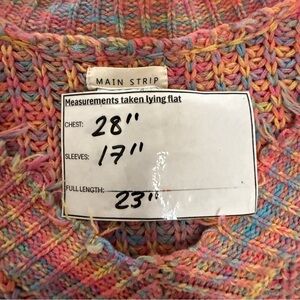 MAIN STRIP
Measurements taken lying flat
CHEST: 28"
SLEEVES: 17"
FULL LENGTH: 23"